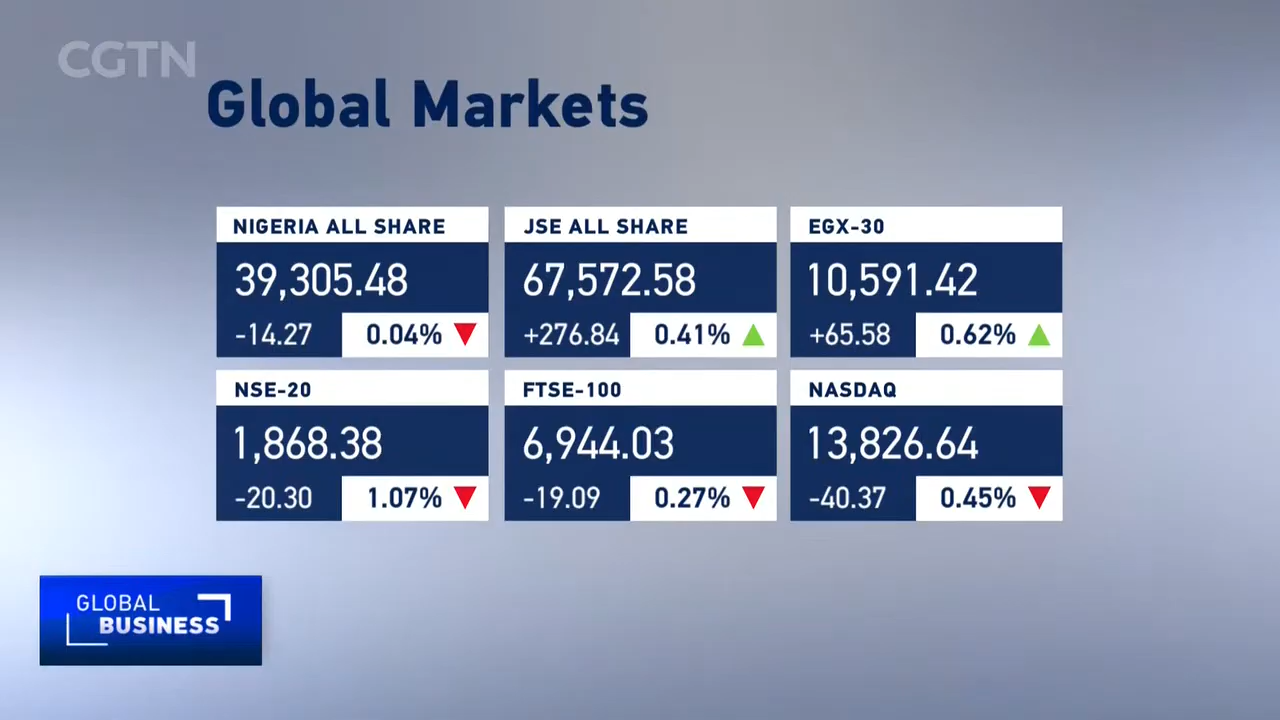 CGTN
Global Markets
NIGERIA ALL SHARE
39,305.48
-14.27 0.04%
JSE ALL SHARE
67,572.58
+276.84 0.41%
EGX-30
10,591.42
+65.58 0.62%
NSE-20
1,868.38
-20.30 1.07%
FTSE-100
6,944.03
-19.09 0.27%
NASDAQ
13,826.64
-40.37 0.45%
GLOBAL
BUSINESS